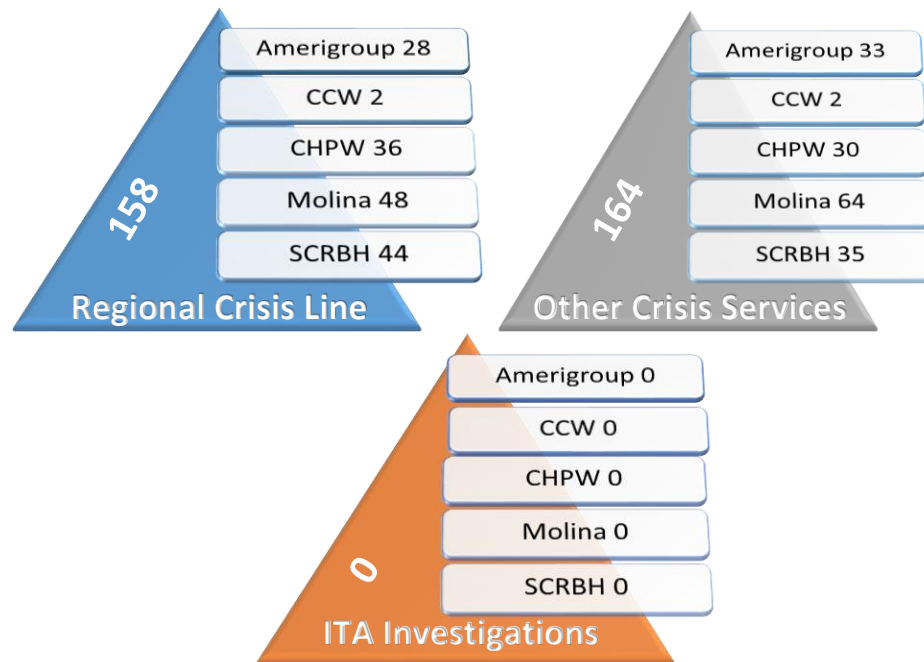 Amerigroup 28
CCW 2
CHPW 36
Molina 48
SCRBH 44
158
Regional Crisis Line
Amerigroup 33
CCW 2
CHPW 30
Molina 64
SCRBH 35
164
Other Crisis Services
Amerigroup 0
CCW 0
CHPW 0
Molina 0
SCRBH 0
0
ITA Investigations